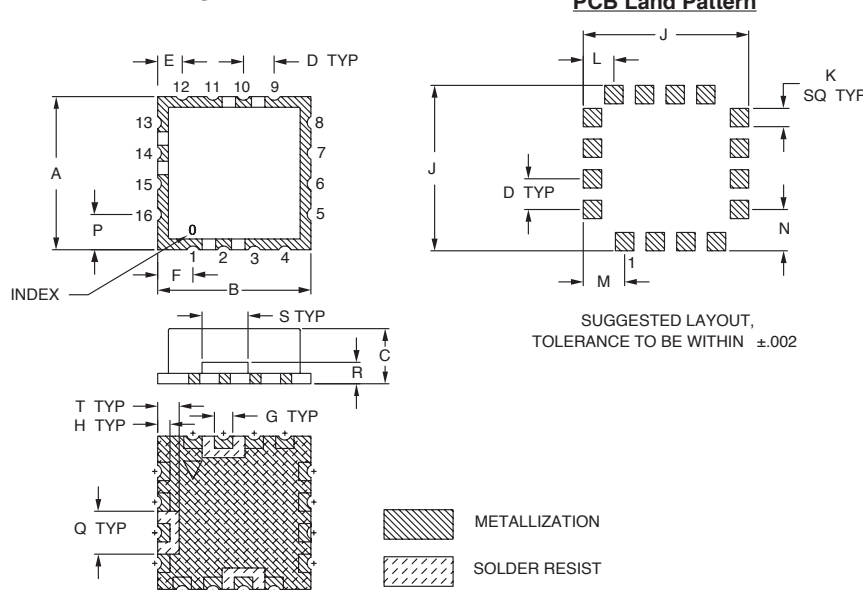 PCB Land Pattern
E
D TYP
12 11 10 9
13
14
15
16
8
7
6
5
A
P
0
1 2 3 4
F
B
INDEX
J
L
K
SQ TYP
J
D TYP
N
1
M
SUGGESTED LAYOUT,
TOLERANCE TO BE WITHIN ±.002
S TYP
C
R
T TYP
H TYP
G TYP
Q TYP
METALLIZATION
SOLDER RESIST